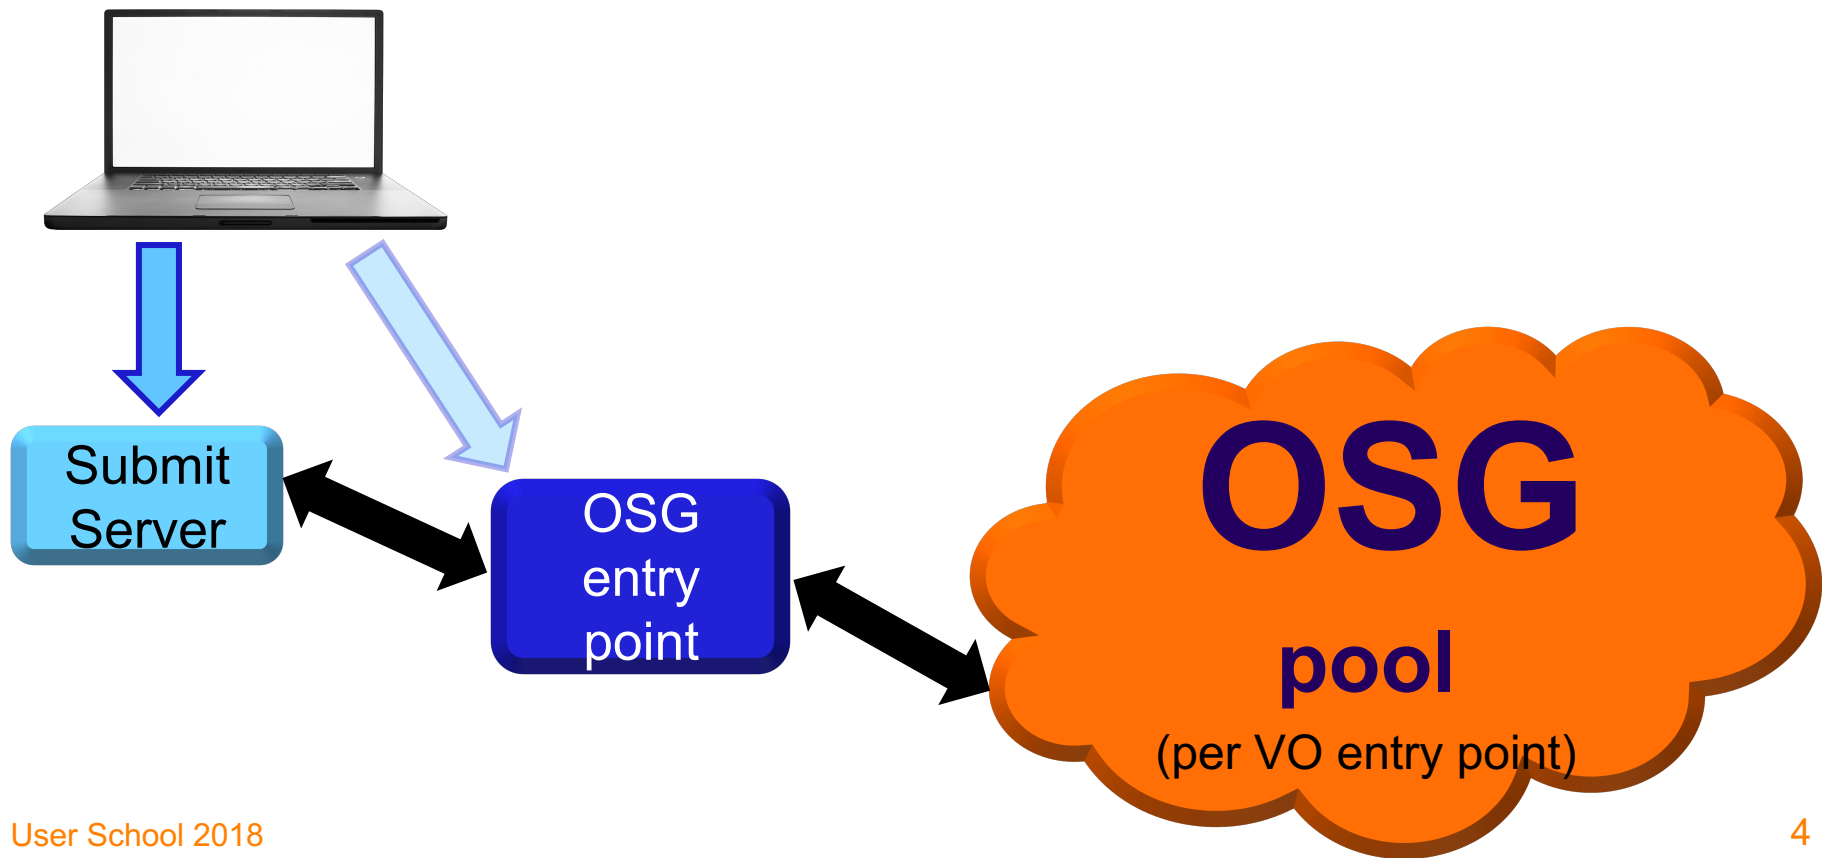 Submit
Server
OSG
entry
point
OSG
pool
(per VO entry point)
User School 2018
4